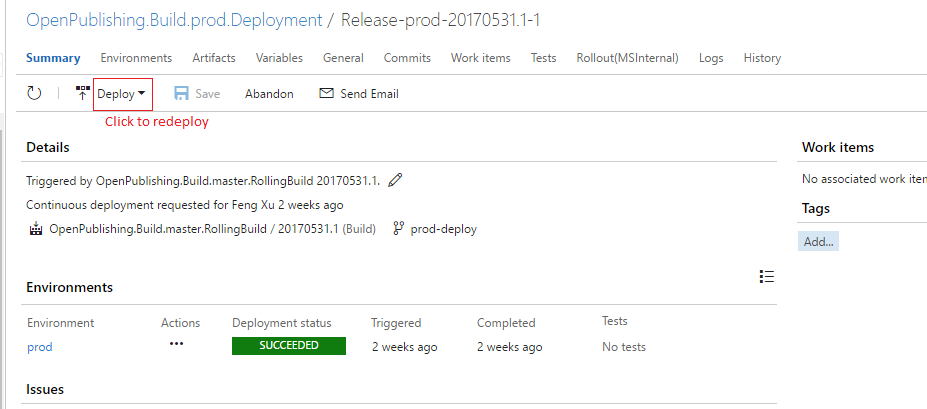 OpenPublishing.Build.prod.Deployment / Release-prod-20170531.1-1
Summary Environments Artifacts Variables General Commits Work items Tests Rollout(MSInternal) Logs History
Deploy Save Abandon Send Email
Click to redeploy
Details
Triggered by OpenPublishing.Build.master.RollingBuild 20170531.1.
Continuous deployment requested for Feng Xu 2 weeks ago
OpenPublishing.Build.master.RollingBuild / 20170531.1 (Build) prod-deploy
Work items
No associated work iten
Tags
Add...
Environments
Environment Actions Deployment status Triggered Completed Tests
prod ••• SUCCEEDED 2 weeks ago 2 weeks ago No tests
Issues